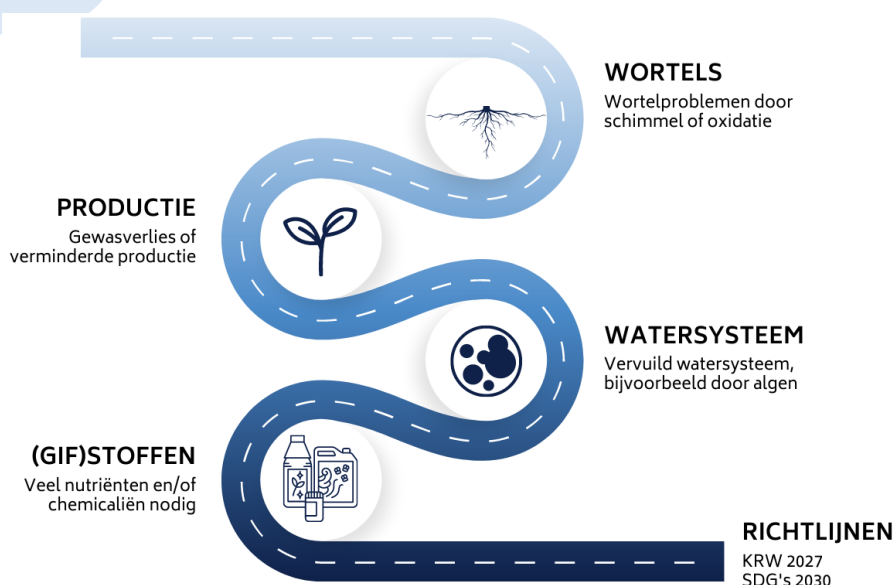 WORTELS
Wortelproblemen door
schimmel of oxidatie
PRODUCTIE
Gewasverlies of
verminderde productie
WATERSYSTEEM
Vervuild watersysteem,
bijvoorbeeld door algen
(GIF)STOFFEN
Veel nutriënten en/of
chemicaliën nodig
RICHTLIJNEN
KRW 2027
SDG's 2030